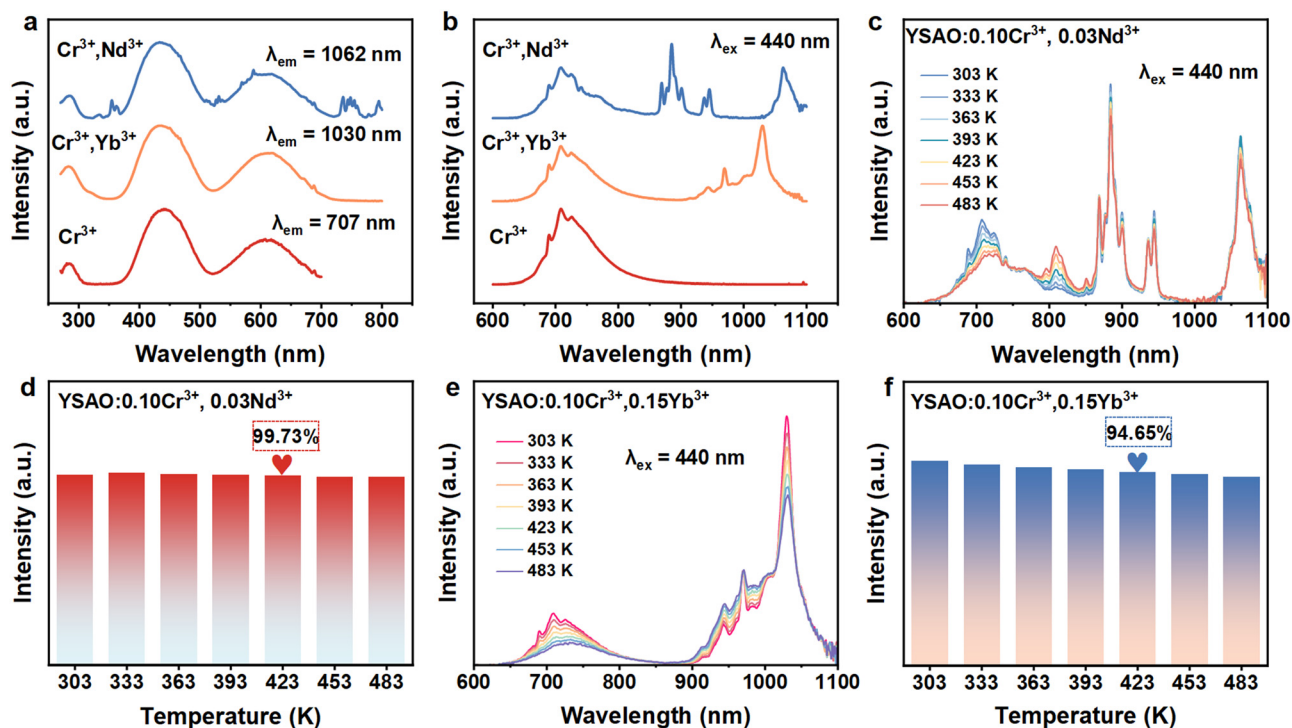 a
Cr³⁺,Nd³⁺
λem = 1062 nm
Cr³⁺,Yb³⁺
λem = 1030 nm
Cr³⁺
λem = 707 nm
Intensity (a.u.)
300 400 500 600 700 800
Wavelength (nm)
b
Cr³⁺,Nd³⁺
λex = 440 nm
Cr³⁺,Yb³⁺
Cr³⁺
Intensity (a.u.)
600 700 800 900 1000 1100
Wavelength (nm)
c
YSAO:0.10Cr³⁺, 0.03Nd³⁺
λex = 440 nm
303 K
333 K
363 K
393 K
423 K
453 K
483 K
Intensity (a.u.)
600 700 800 900 1000 1100
Wavelength (nm)
d
YSAO:0.10Cr³⁺, 0.03Nd³⁺
99.73%
Intensity (a.u.)
303 333 363 393 423 453 483
Temperature (K)
e
YSAO:0.10Cr³⁺,0.15Yb³⁺
λex = 440 nm
303 K
333 K
363 K
393 K
423 K
453 K
483 K
Intensity (a.u.)
600 700 800 900 1000 1100
Wavelength (nm)
f
YSAO:0.10Cr³⁺,0.15Yb³⁺
94.65%
Intensity (a.u.)
303 333 363 393 423 453 483
Temperature (K)